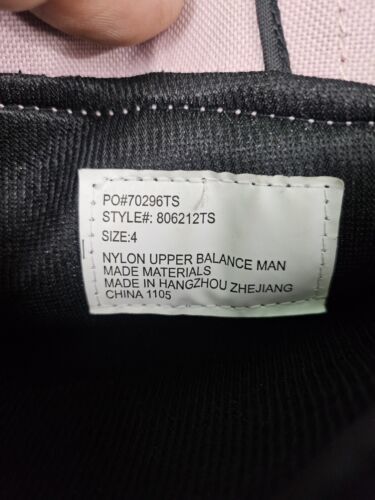 PO#70296TS
STYLE#: 806212TS
SIZE:4
NYLON UPPER BALANCE MAN
MADE MATERIALS
MADE IN HANGZHOU ZHEJIANG
CHINA 1105